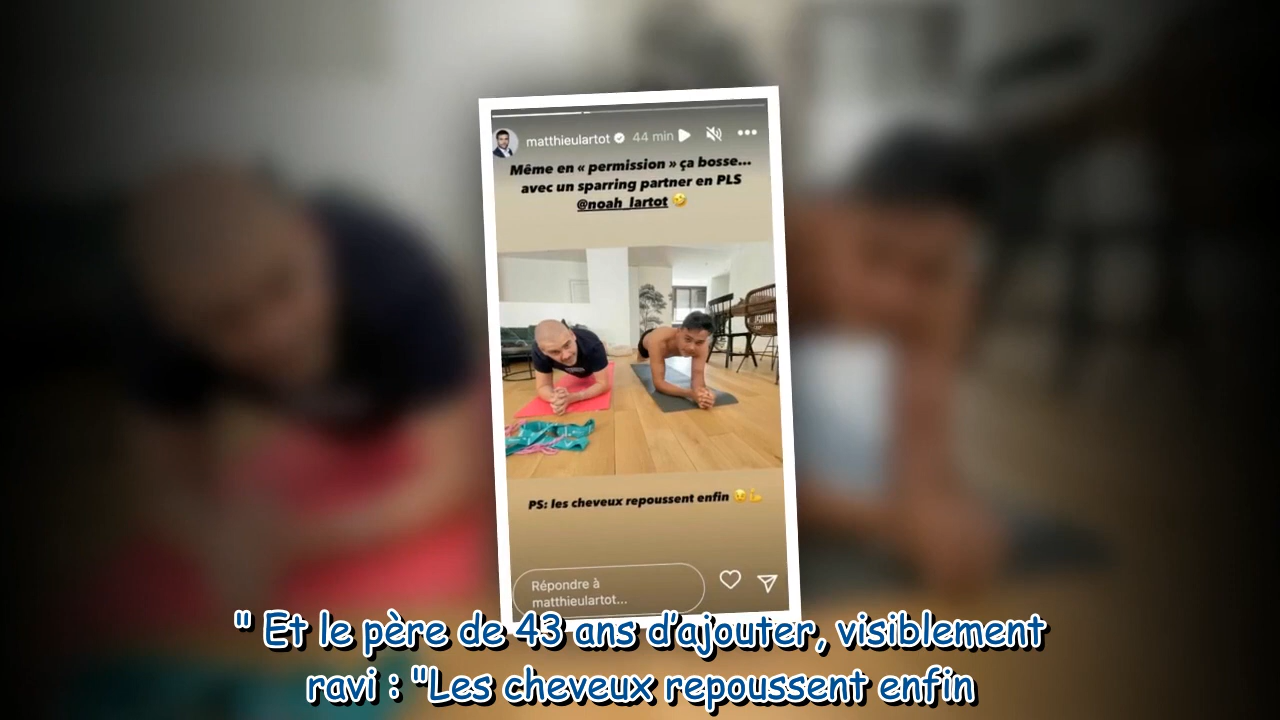 matthieulartot 44 min
Même en « permission » ça bosse...
avec un sparring partner en PLS
@noah_lartot 🤣
PS: les cheveux repoussent enfin 😉💪
Répondre à
matthieulartot...
" Et le père de 43 ans d'ajouter, visiblement
ravi : "Les cheveux repoussent enfin